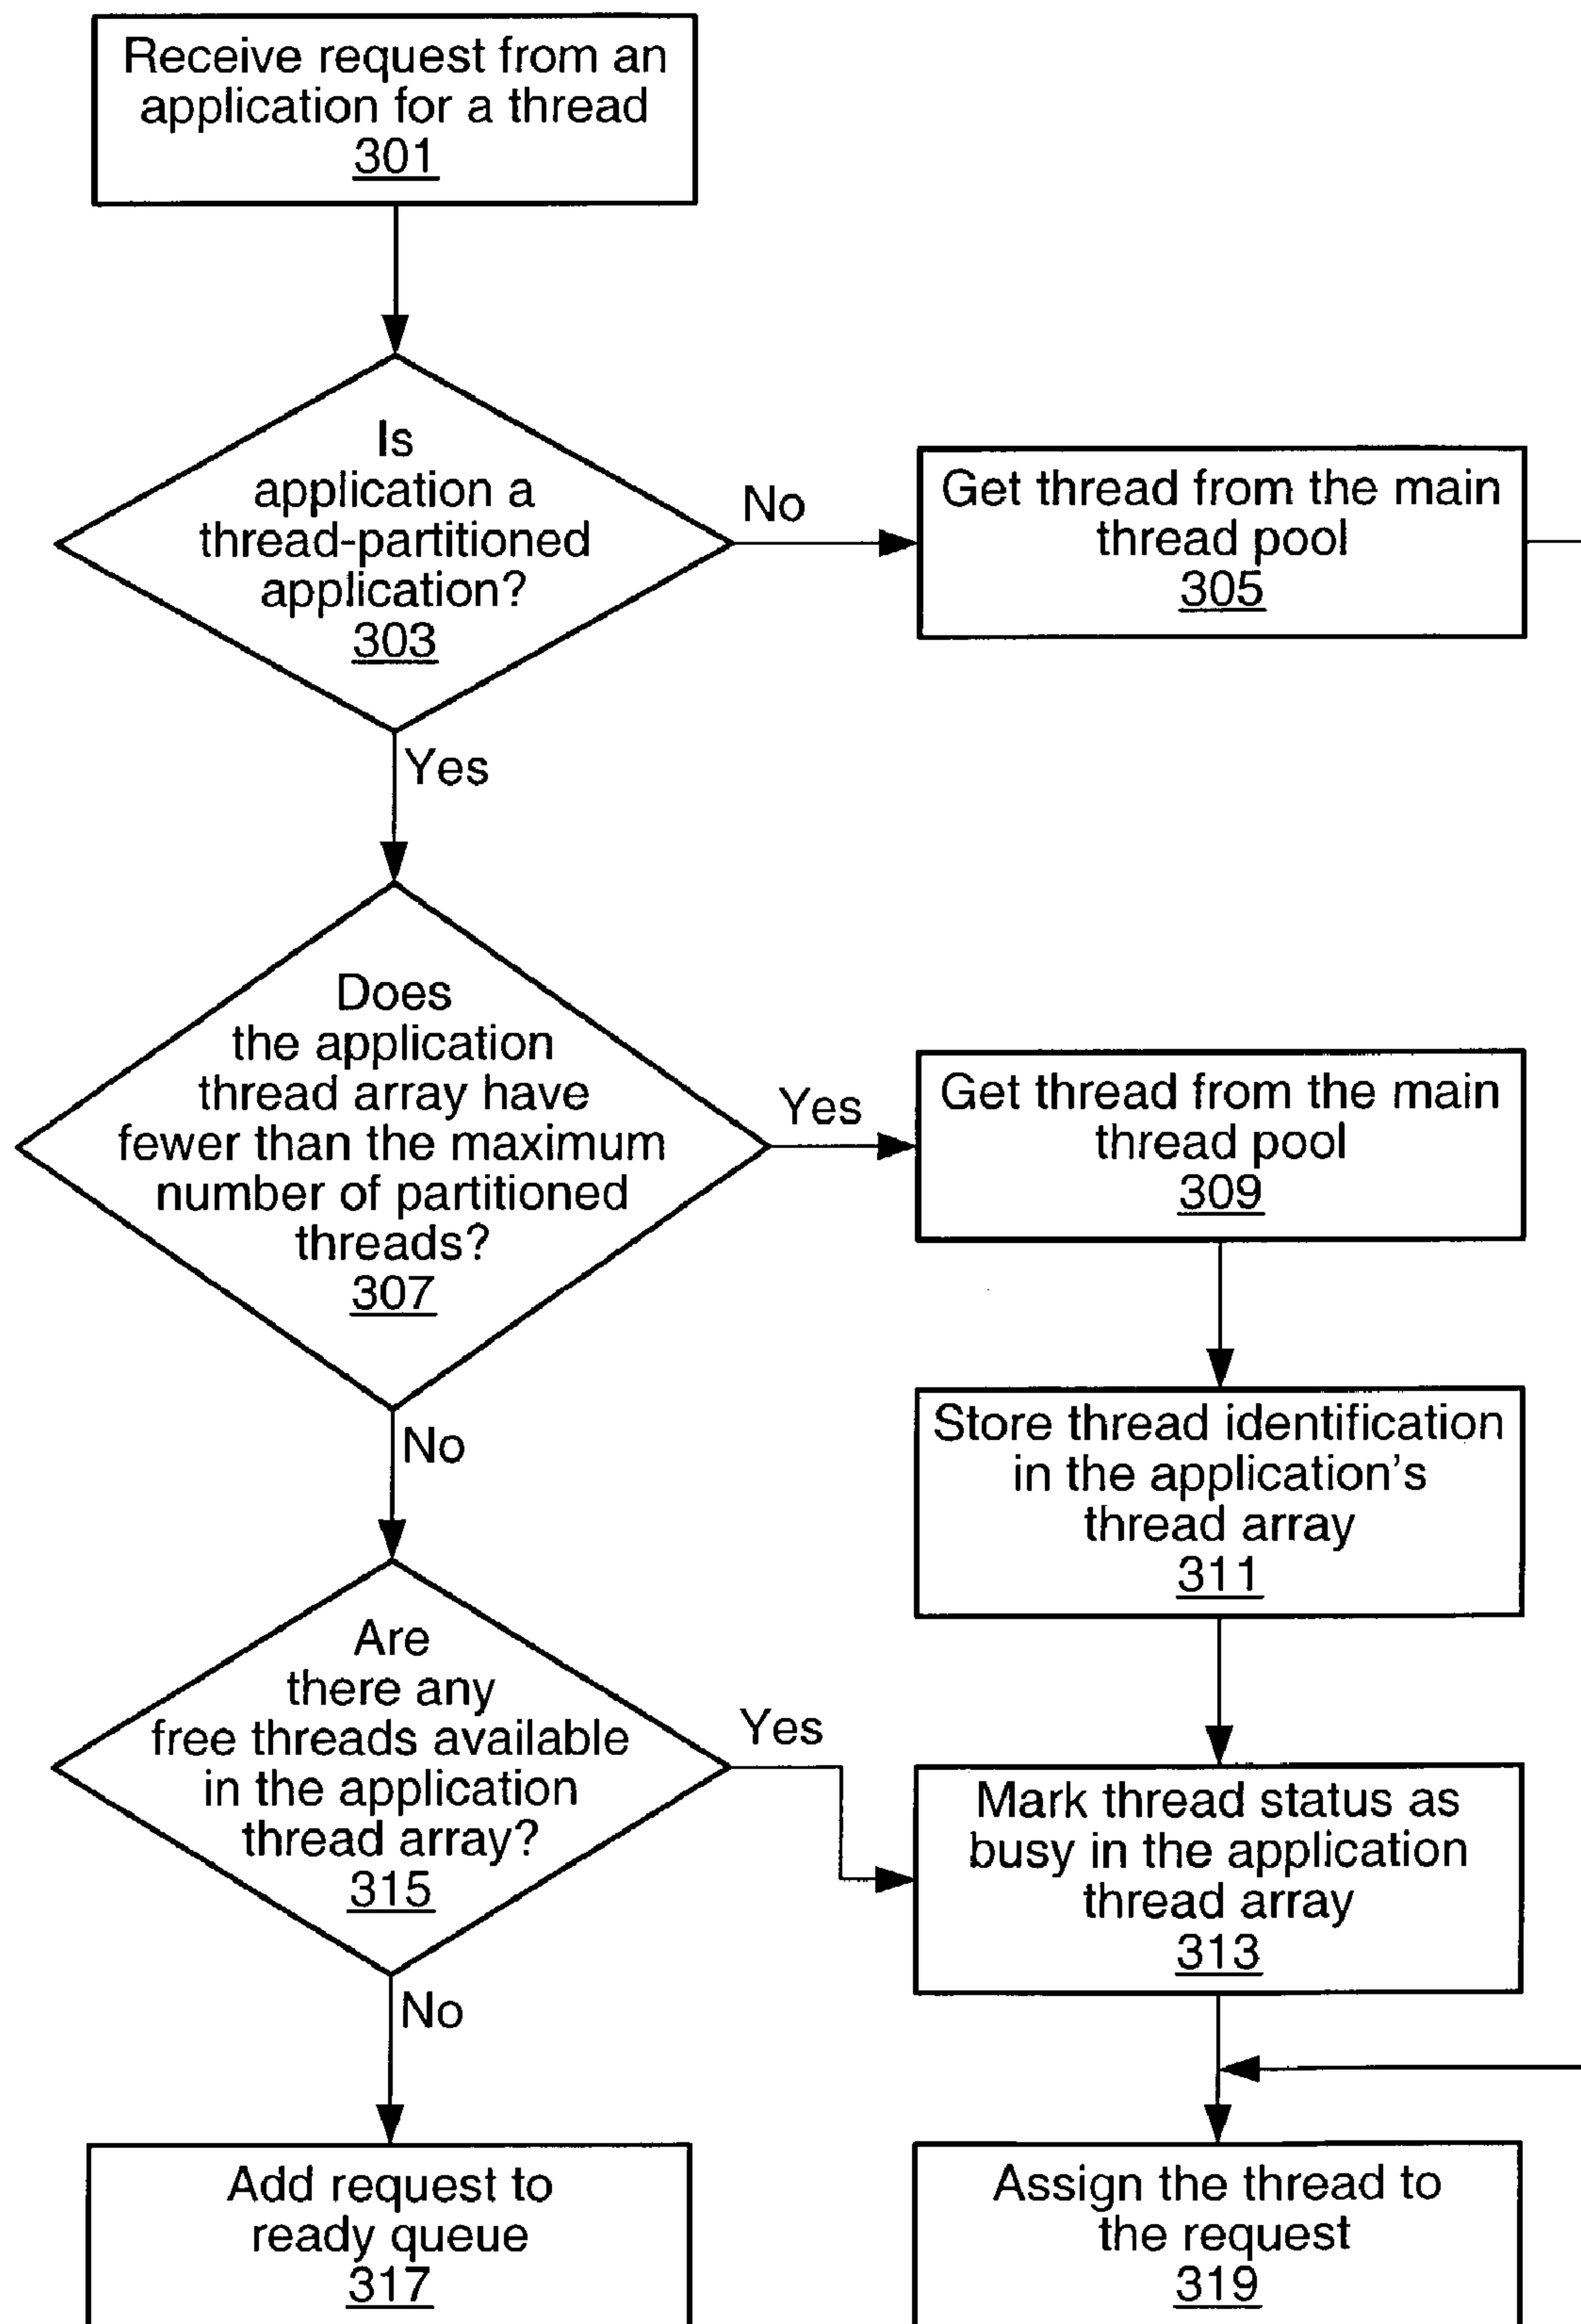 Receive request from an
application for a thread
301
Is
application a
thread-partitioned
application?
303
No
Get thread from the main
thread pool
305
Yes
Does
the application
thread array have
fewer than the maximum
number of partitioned
threads?
307
Yes
Get thread from the main
thread pool
309
No
Store thread identification
in the application's
thread array
311
Are
there any
free threads available
in the application
thread array?
315
Yes
Mark thread status as
busy in the application
thread array
313
No
Add request to
ready queue
317
Assign the thread to
the request
319